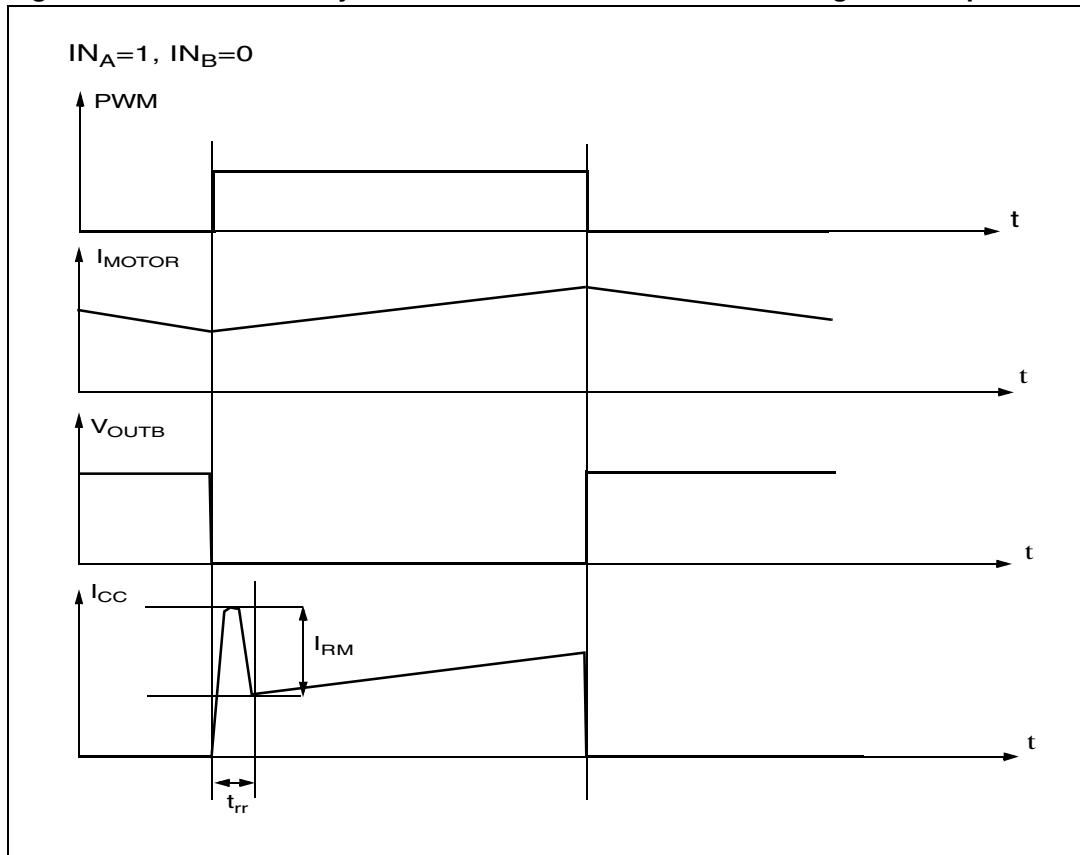 IN_A=1, IN_B=0
PWM
t
I_MOTOR
t
V_OUTB
t
I_CC
I_RM
t
t_rr